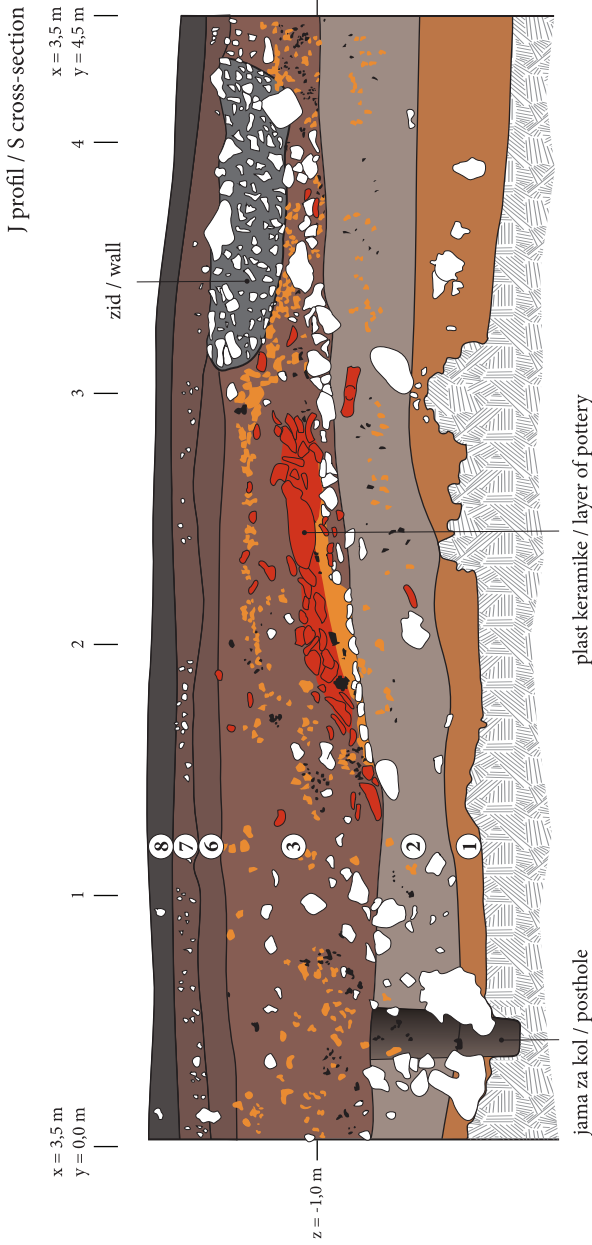 J profil / S cross-section
x = 3,5 m
y = 0,0 m
1
2
3
4
x = 3,5 m
y = 4,5 m
zid / wall
z = -1,0 m
8
7
6
3
2
1
jama za kol / posthole
plast keramike / layer of pottery